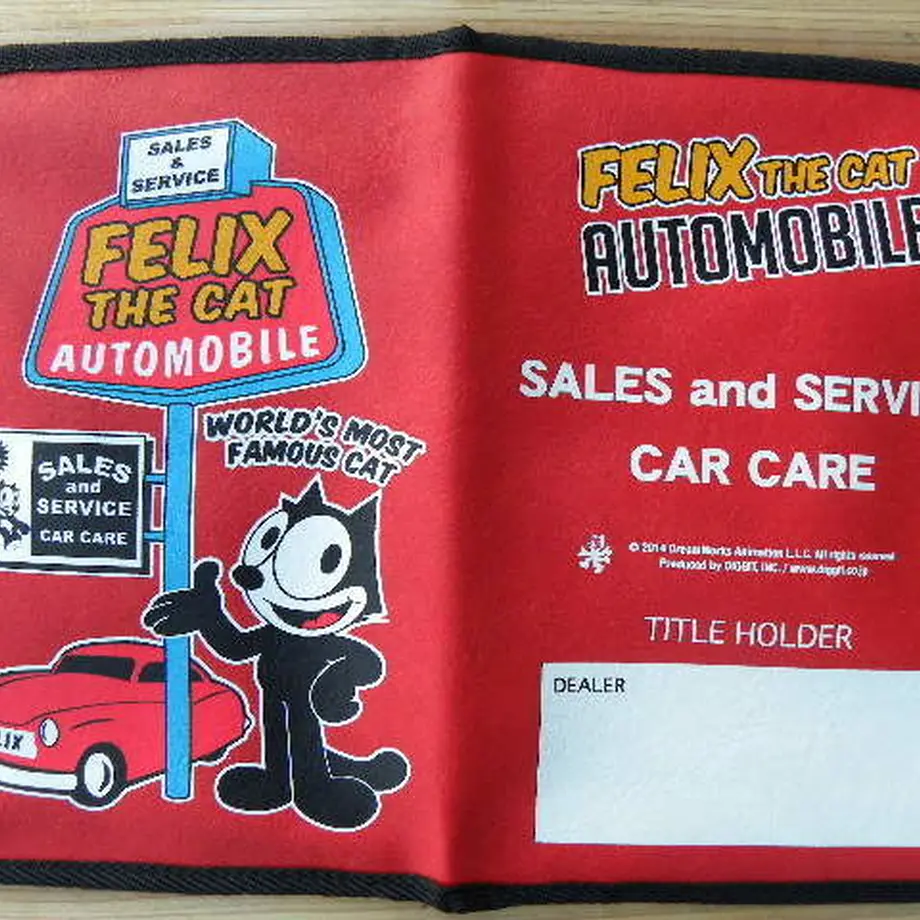 SALES
&
SERVICE
FELIX
THE CAT
AUTOMOBILE
WORLD'S MOST
FAMOUS CAT
SALES
and
SERVICE
CAR CARE
LIX
FELIX THE CAT
AUTOMOBILE
SALES and SERVI
CAR CARE
© 2014 DreamWorks Animation L.L.C. All rights reserved
Produced by DIGBIT, INC. / www.diggit.co.jp
TITLE HOLDER
DEALER